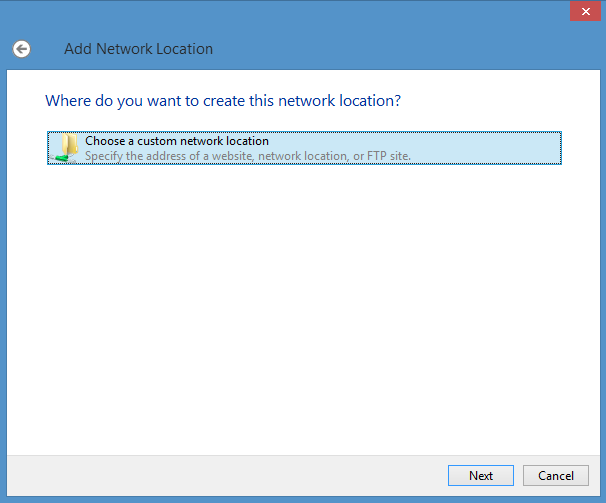 Add Network Location
Where do you want to create this network location?
Choose a custom network location
Specify the address of a website, network location, or FTP site.
Next Cancel